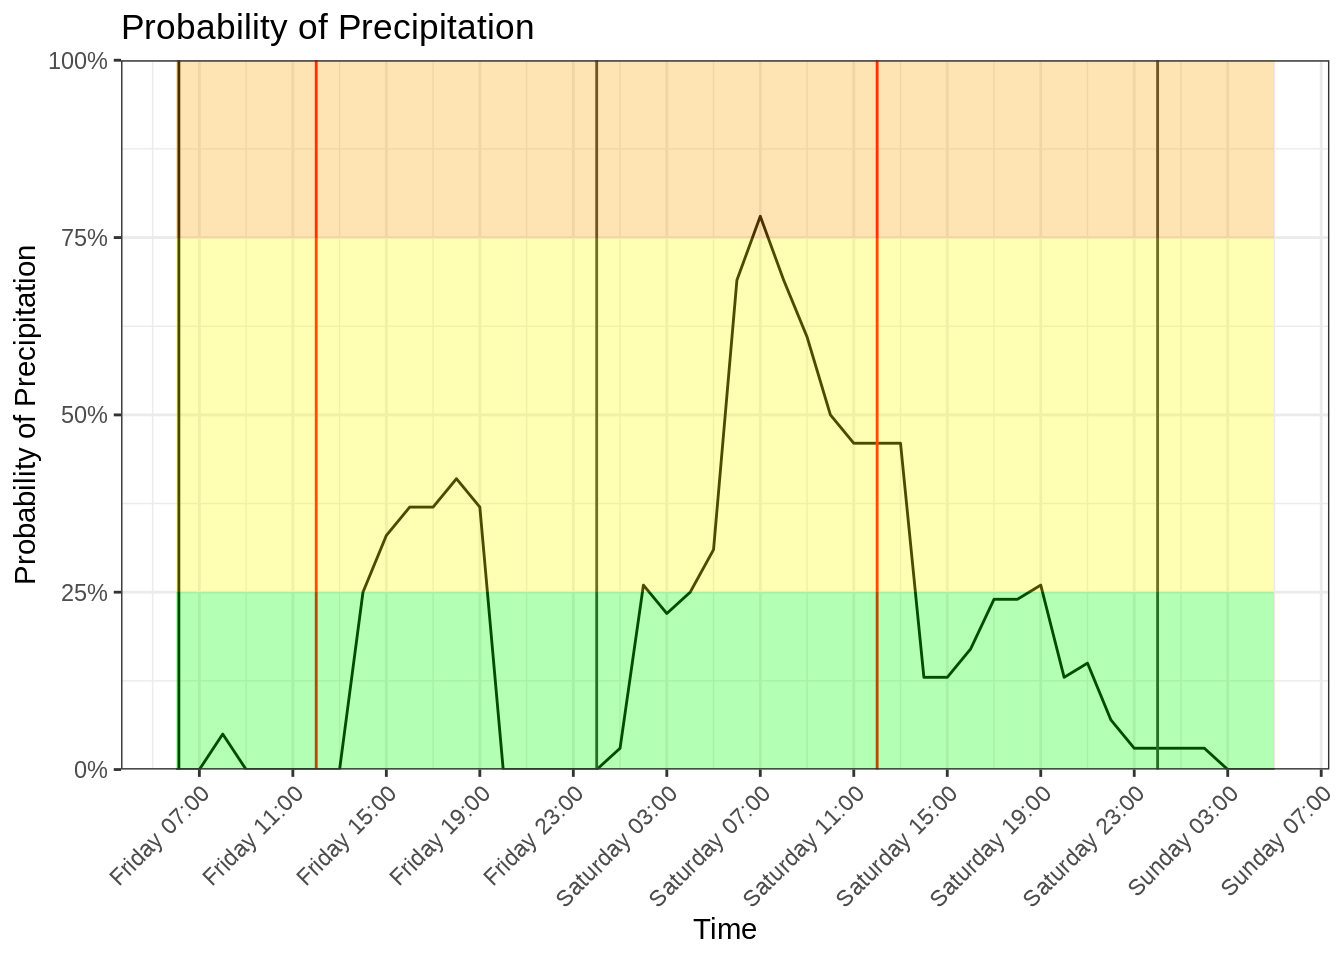 Probability of Precipitation
Probability of Precipitation
100%
75%
50%
25%
0%
Friday 07:00
Friday 11:00
Friday 15:00
Friday 19:00
Friday 23:00
Saturday 03:00
Saturday 07:00
Saturday 11:00
Saturday 15:00
Saturday 19:00
Saturday 23:00
Sunday 03:00
Sunday 07:00
Time